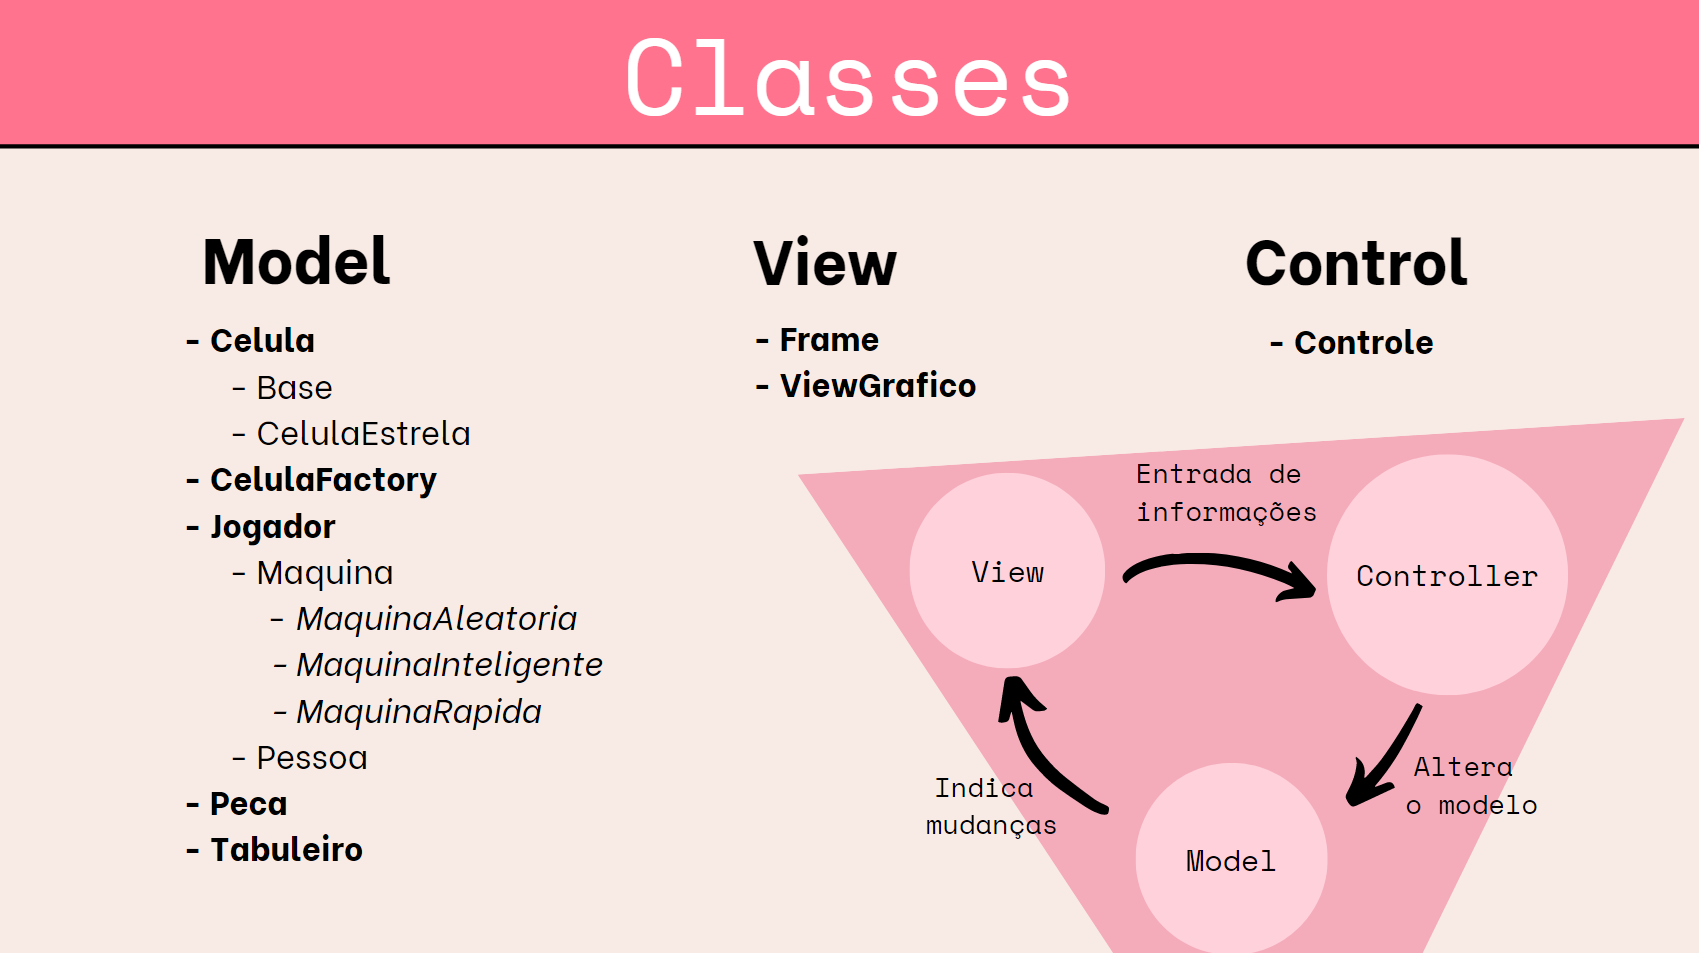 Classes
Model
- Celula
- Base
- CelulaEstrela
- CelulaFactory
- Jogador
- Maquina
- MaquinaAleatoria
- MaquinaInteligente
- MaquinaRapida
- Pessoa
- Peca
- Tabuleiro
View
- Frame
- ViewGrafico
Control
- Controle
Entrada de
informações
View
Controller
Indica
mudanças
Altera
o modelo
Model